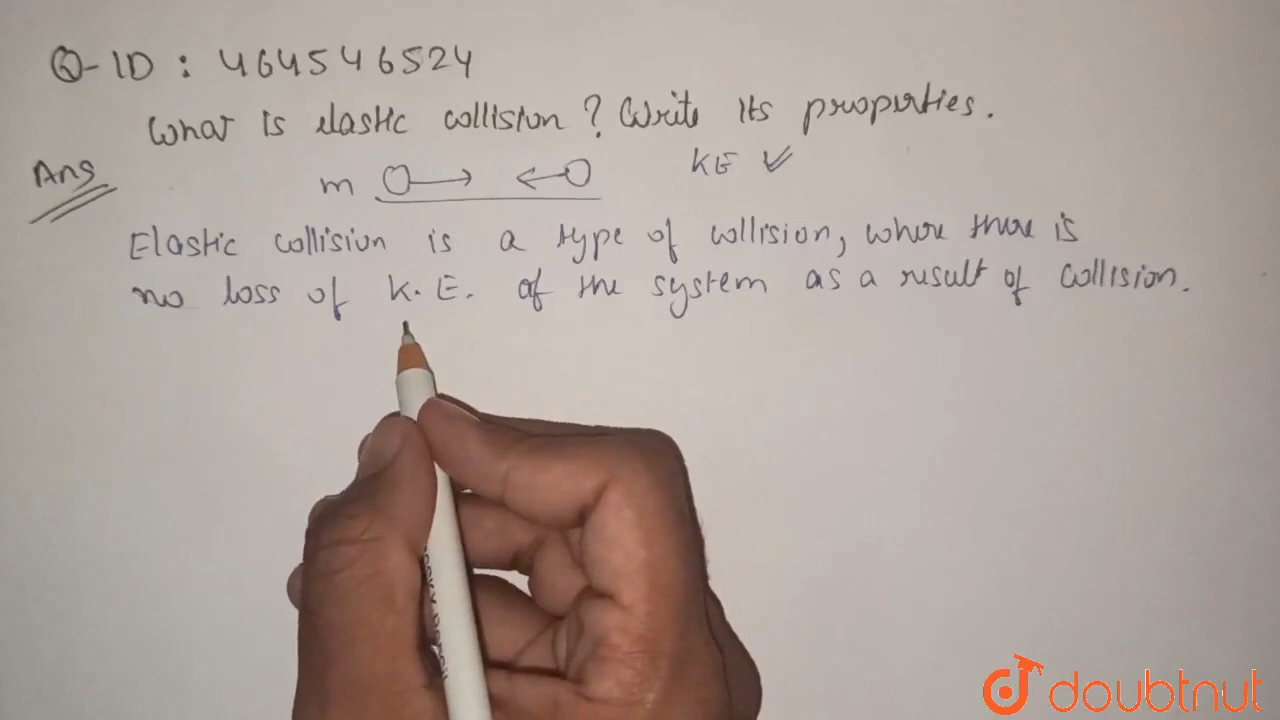 Q-ID : 464546524
What is elastic collision ? Write its properties.
Ans
m
KE
Elastic collision is a type of collision, where there is
no loss of K.E. of the system as a result of collision.
doubtnut